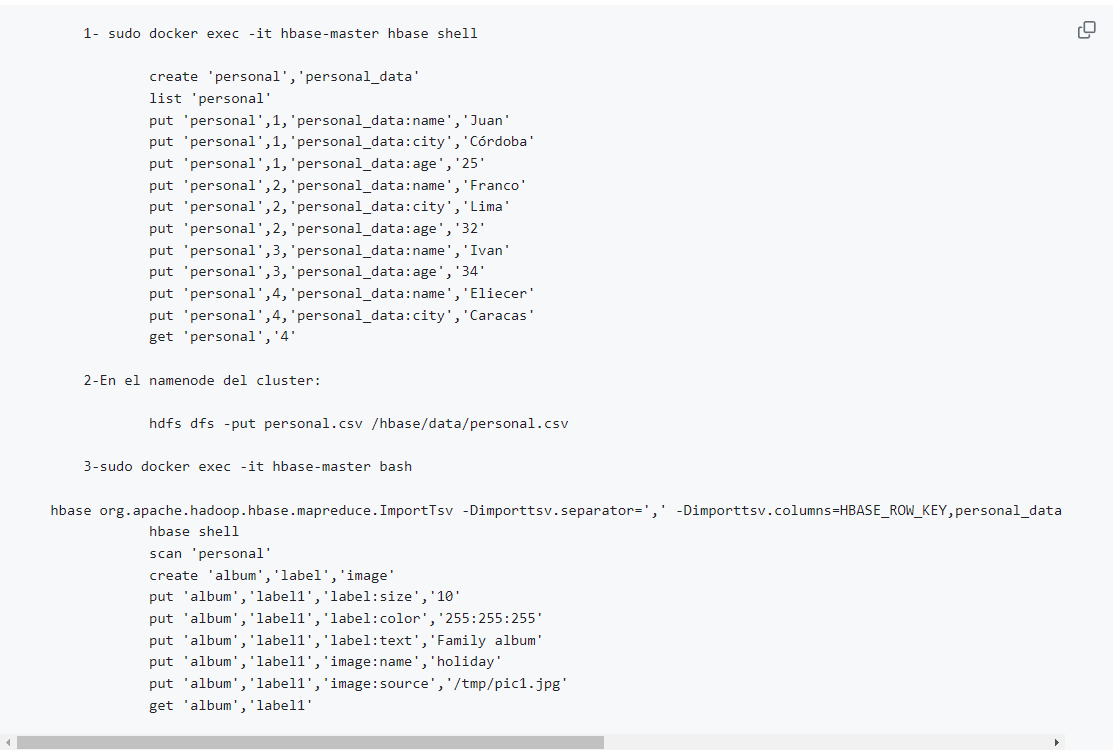 1- sudo docker exec -it hbase-master hbase shell
create 'personal','personal_data'
list 'personal'
put 'personal',1,'personal_data:name','Juan'
put 'personal',1,'personal_data:city','Córdoba'
put 'personal',1,'personal_data:age','25'
put 'personal',2,'personal_data:name','Franco'
put 'personal',2,'personal_data:city','Lima'
put 'personal',2,'personal_data:age','32'
put 'personal',3,'personal_data:name','Ivan'
put 'personal',3,'personal_data:age','34'
put 'personal',4,'personal_data:name','Eliecer'
put 'personal',4,'personal_data:city','Caracas'
get 'personal','4'
2-En el namenode del cluster:
hdfs dfs -put personal.csv /hbase/data/personal.csv
3-sudo docker exec -it hbase-master bash
hbase org.apache.hadoop.hbase.mapreduce.ImportTsv -Dimporttsv.separator=',' -Dimporttsv.columns=HBASE_ROW_KEY,personal_data
hbase shell
scan 'personal'
create 'album','label','image'
put 'album','label1','label:size','10'
put 'album','label1','label:color','255:255:255'
put 'album','label1','label:text','Family album'
put 'album','label1','image:name','holiday'
put 'album','label1','image:source','/tmp/pic1.jpg'
get 'album','label1'